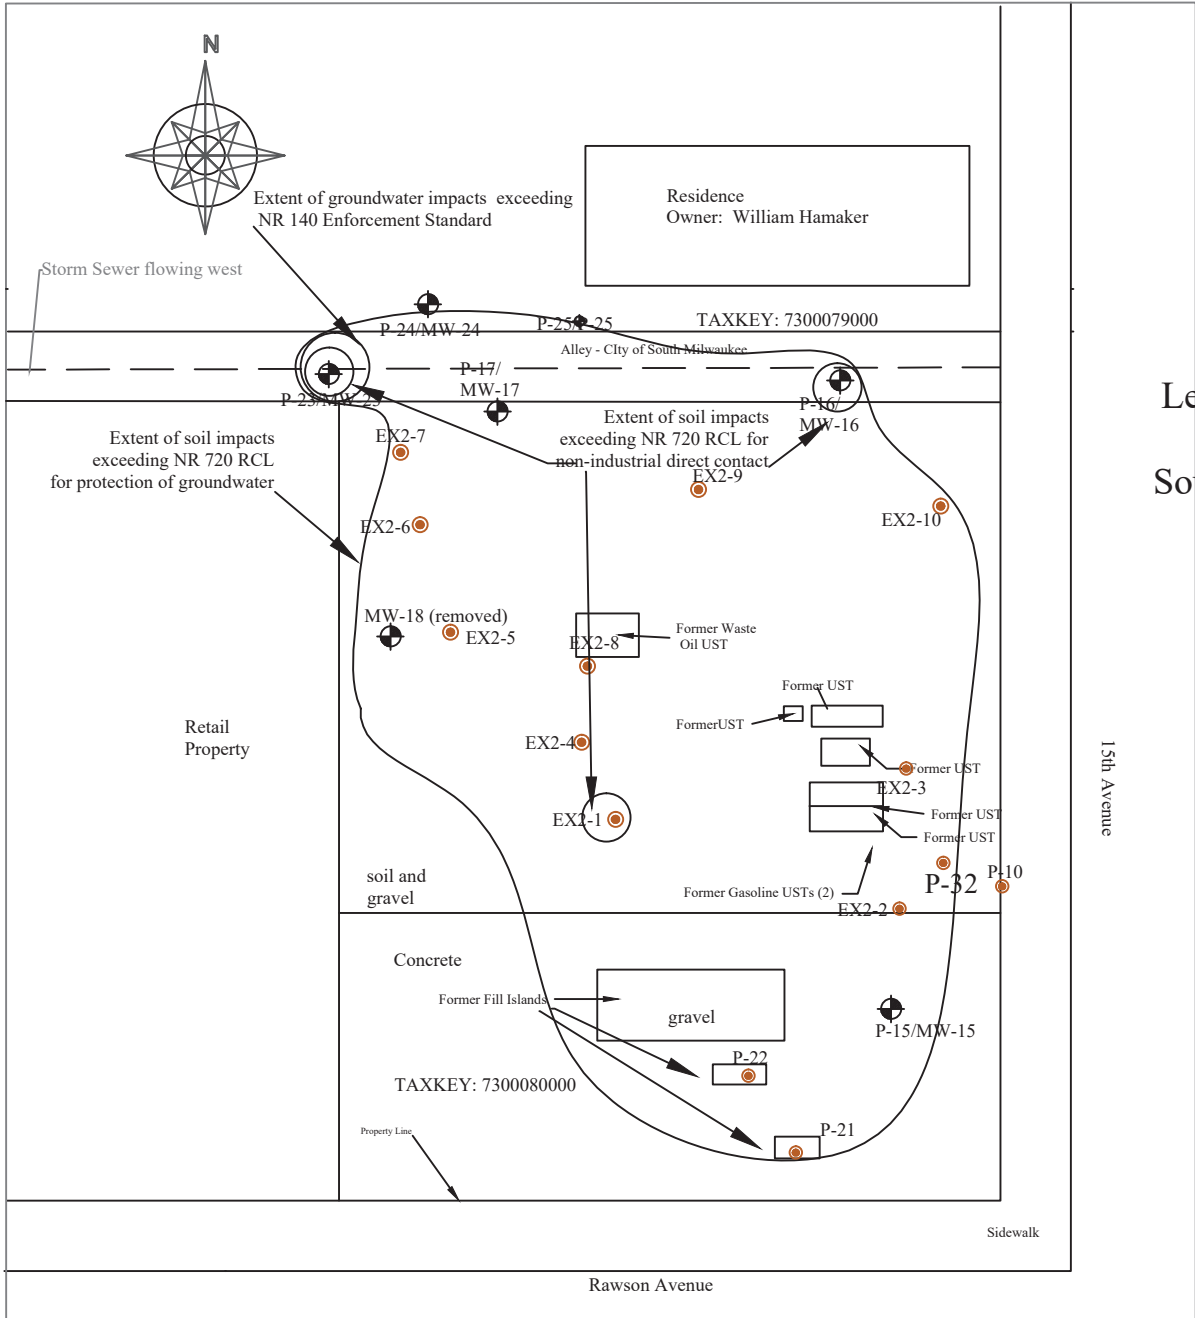 N
Extent of groundwater impacts exceeding
NR 140 Enforcement Standard
Residence
Owner: William Hamaker
Storm Sewer flowing west
P-24/MW-24
P-25/P-25
TAXKEY: 7300079000
Alley - CIty of South Milwaukee
P-17/
MW-17
P-23/MW-23
P-16/
MW-16
Le
Extent of soil impacts
exceeding NR 720 RCL for
non-industrial direct contact
Extent of soil impacts
exceeding NR 720 RCL
for protection of groundwater
EX2-7
EX2-9
Sou
EX2-6
EX2-10
MW-18 (removed)
EX2-5
EX2-8
Former Waste
Oil UST
Former UST
FormerUST
Retail
Property
EX2-4
Former UST
EX2-3
15th Avenue
EX2-1
Former UST
Former UST
soil and
gravel
Former Gasoline USTs (2)
P-32
P-10
EX2-2
Concrete
Former Fill Islands
gravel
P-15/MW-15
P-22
TAXKEY: 7300080000
P-21
Property Line
Sidewalk
Rawson Avenue